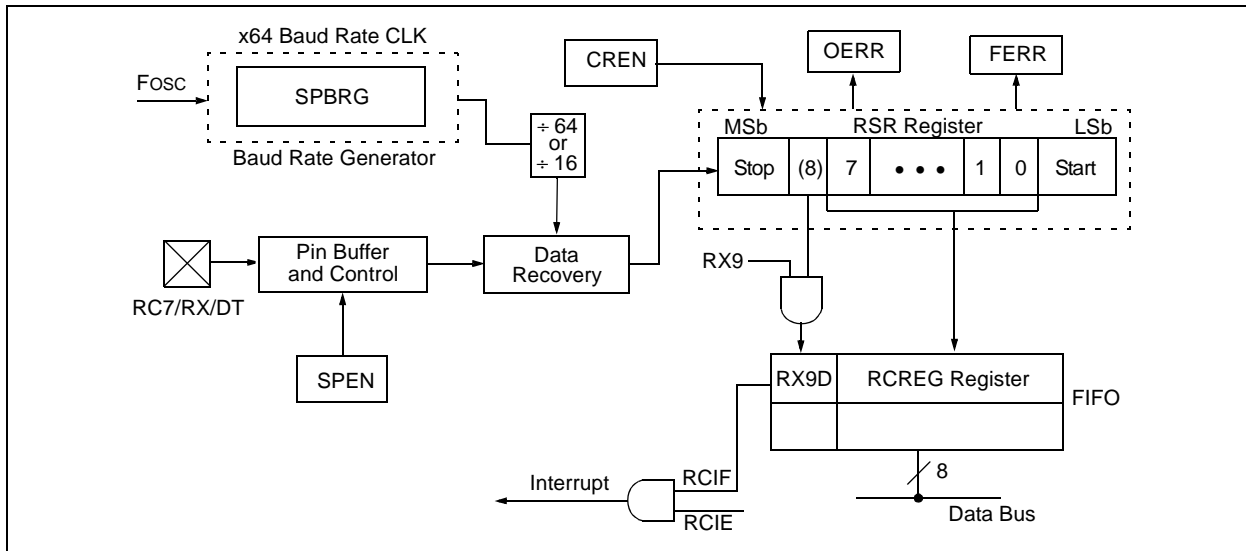 x64 Baud Rate CLK
FOSC
SPBRG
Baud Rate Generator
÷ 64
or
÷ 16
CREN
OERR
FERR
MSb
RSR Register
LSb
Stop
(8)
7
• • •
1
0
Start
RC7/RX/DT
Pin Buffer
and Control
SPEN
Data
Recovery
RX9
RX9D
RCREG Register
FIFO
8
Data Bus
Interrupt
RCIF
RCIE